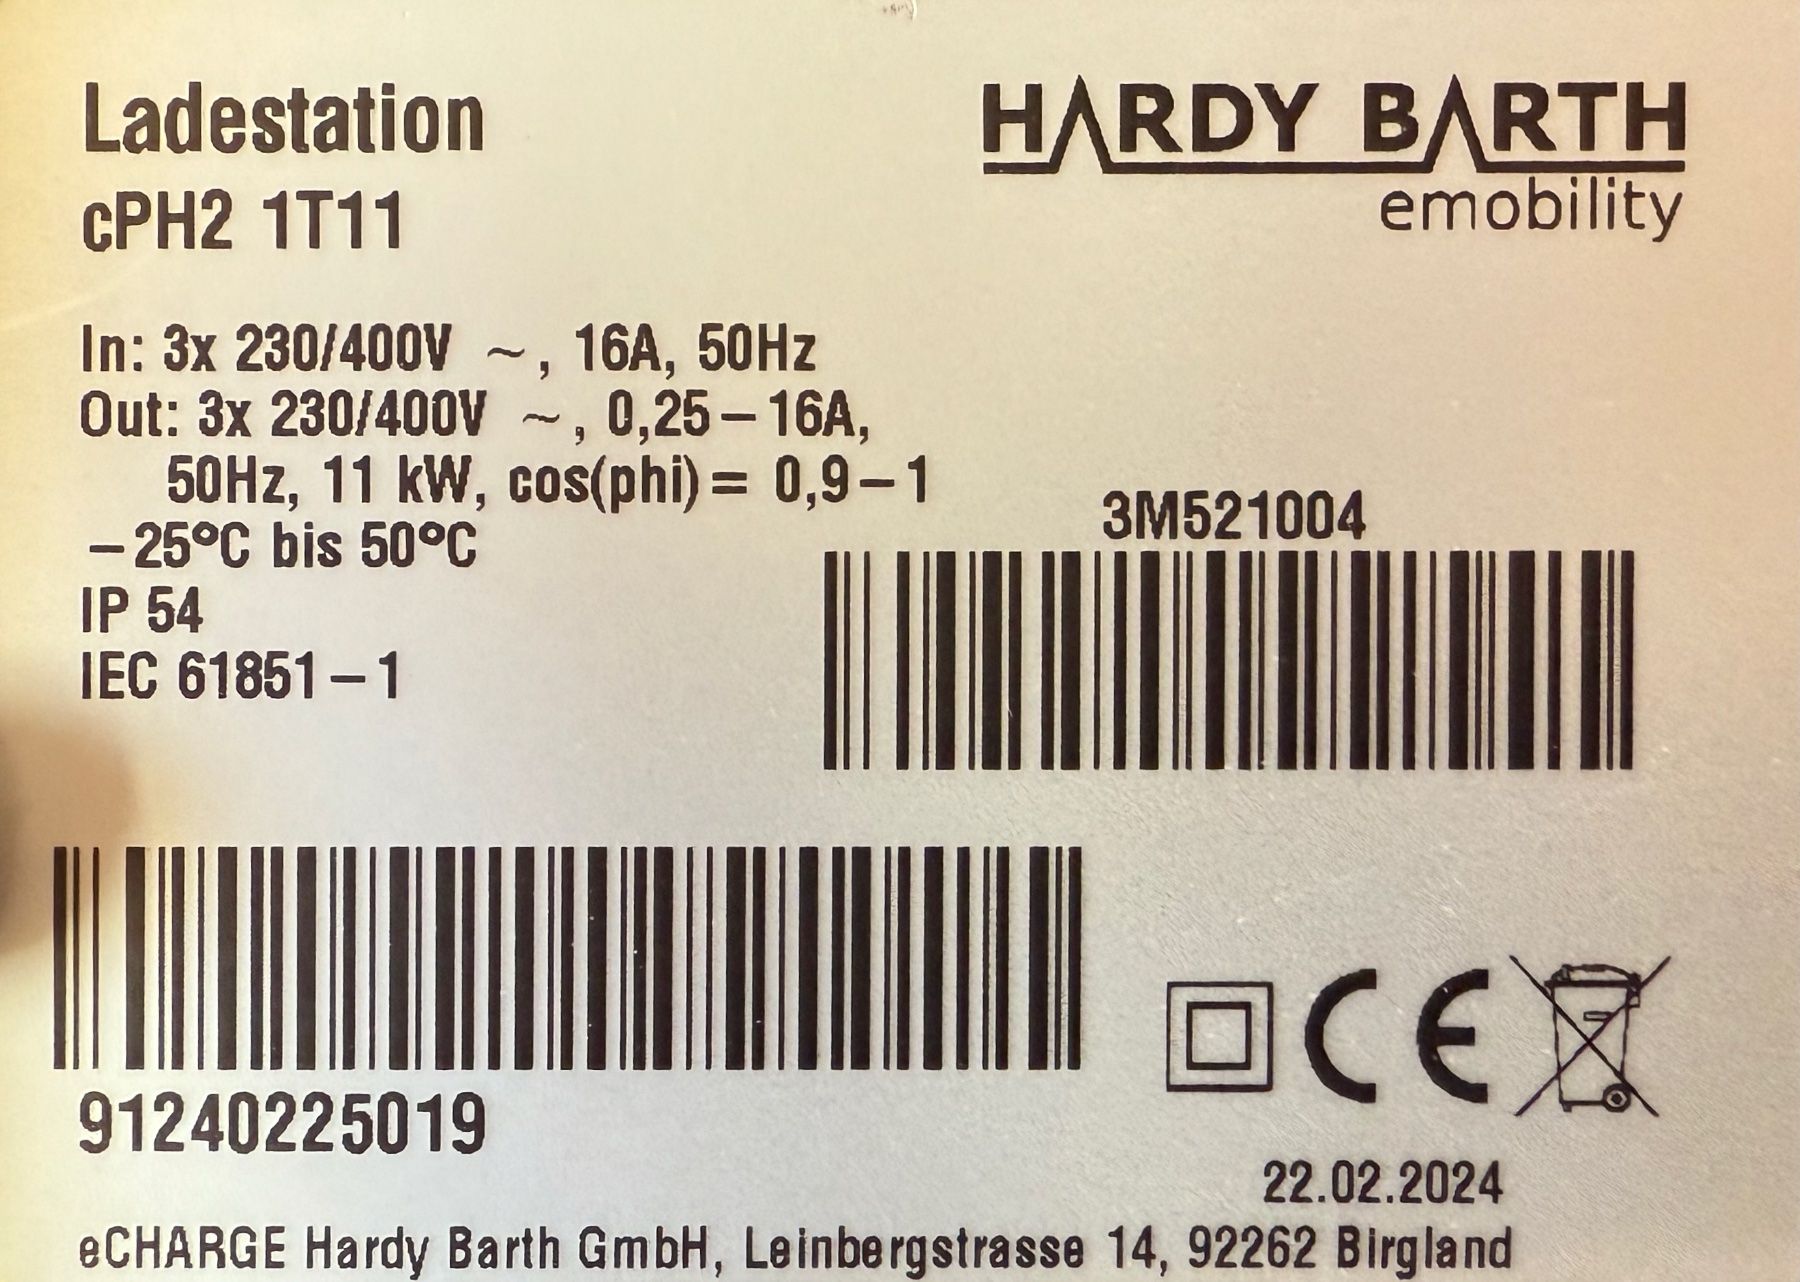 Ladestation
cPH2 1T11
HARDY BARTH
emobility
In: 3x 230/400V ~, 16A, 50Hz
Out: 3x 230/400V ~, 0,25–16A,
50Hz, 11 kW, cos(phi)= 0,9–1
–25°C bis 50°C
IP 54
IEC 61851–1
3M521004
91240225019
CE
22.02.2024
eCHARGE Hardy Barth GmbH, Leinbergstrasse 14, 92262 Birgland